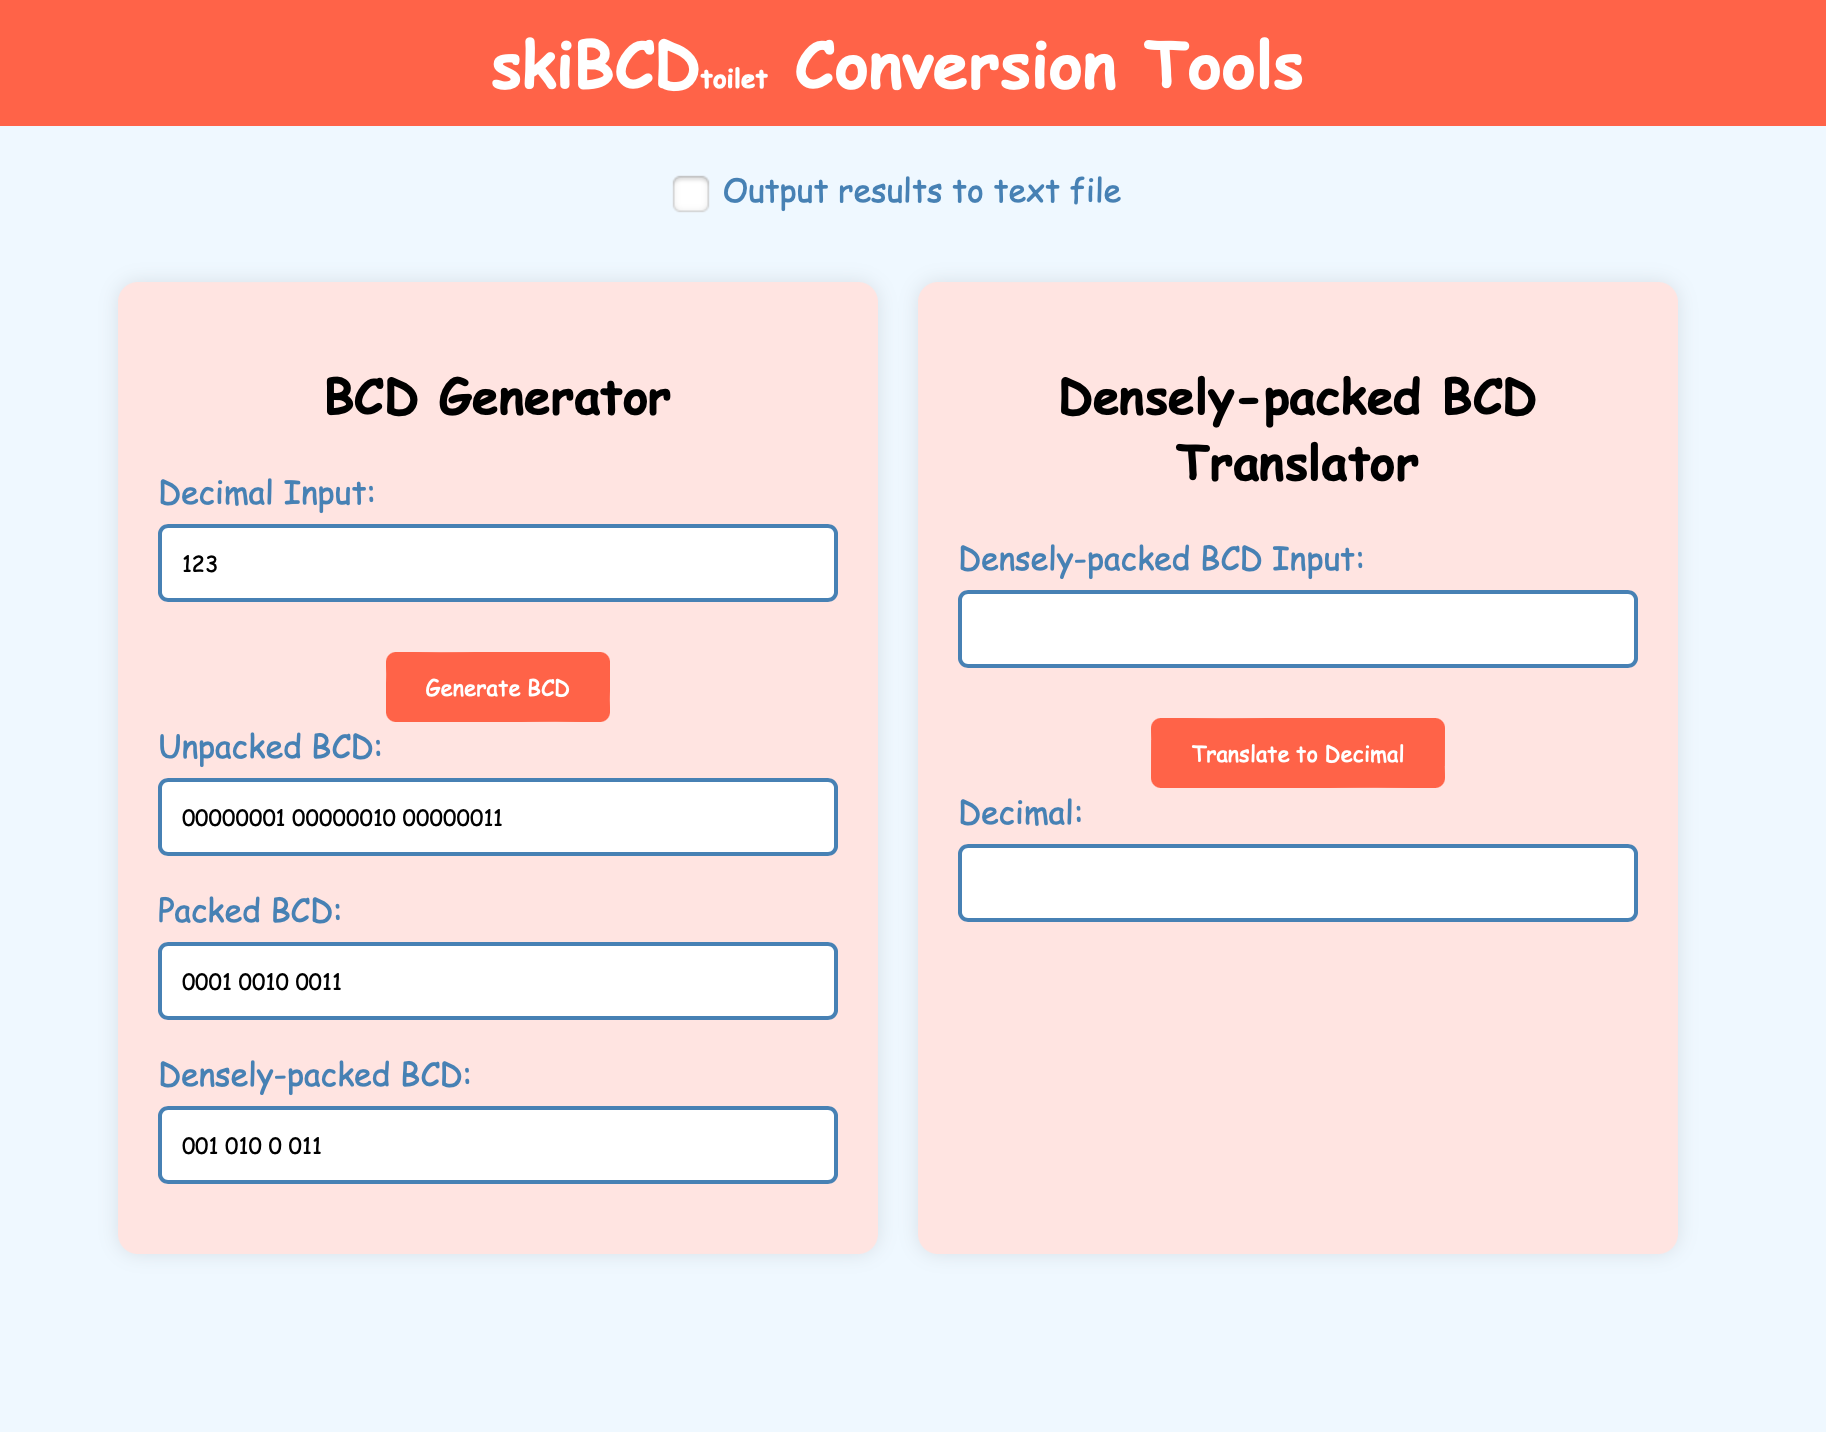 skiBCDtoilet Conversion Tools
Output results to text file
BCD Generator
Decimal Input:
123
Generate BCD
Unpacked BCD:
00000001 00000010 00000011
Packed BCD:
0001 0010 0011
Densely-packed BCD:
001 010 0 011
Densely-packed BCD
Translator
Densely-packed BCD Input:
Translate to Decimal
Decimal: